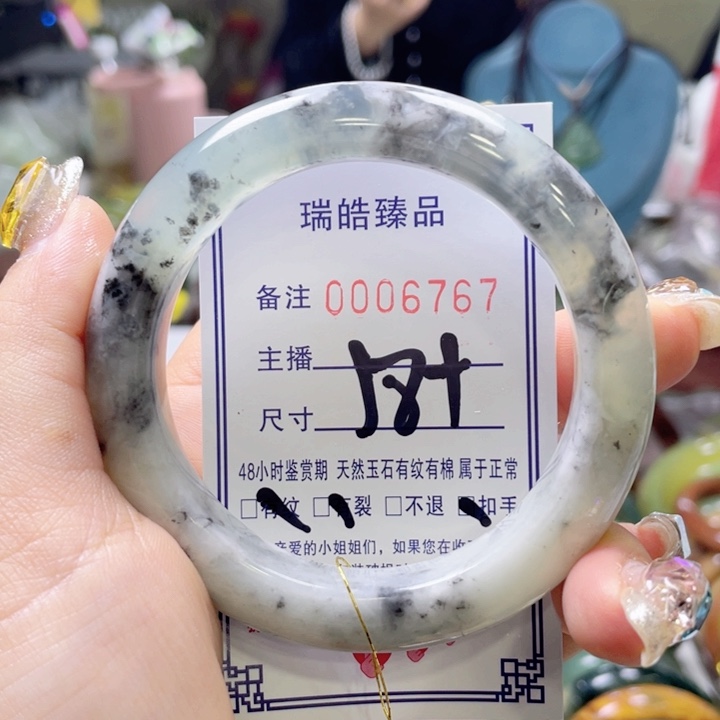 瑞皓臻品
备注 0006767
主播
尺寸 58+
48小时鉴赏期 天然玉石有纹有棉 属于正常
□有纹 □有裂 □不退 □扣手
亲爱的小姐姐们，如果您在收